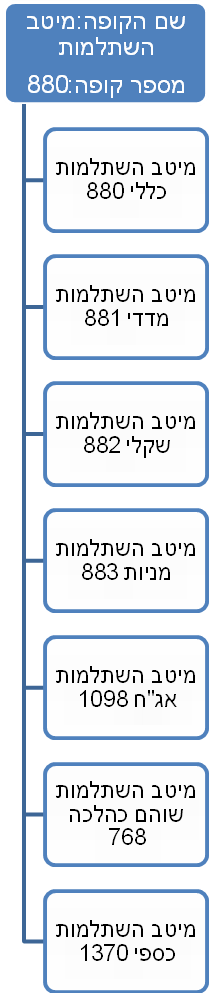 שם הקופה:מיטב
השתלמות
מספר קופה:880
מיטב השתלמות
כללי 880
מיטב השתלמות
מדדי 881
מיטב השתלמות
שקלי 882
מיטב השתלמות
מניות 883
מיטב השתלמות
אג"ח 1098
מיטב השתלמות
שוהם כהלכה
768
מיטב השתלמות
כספי 1370